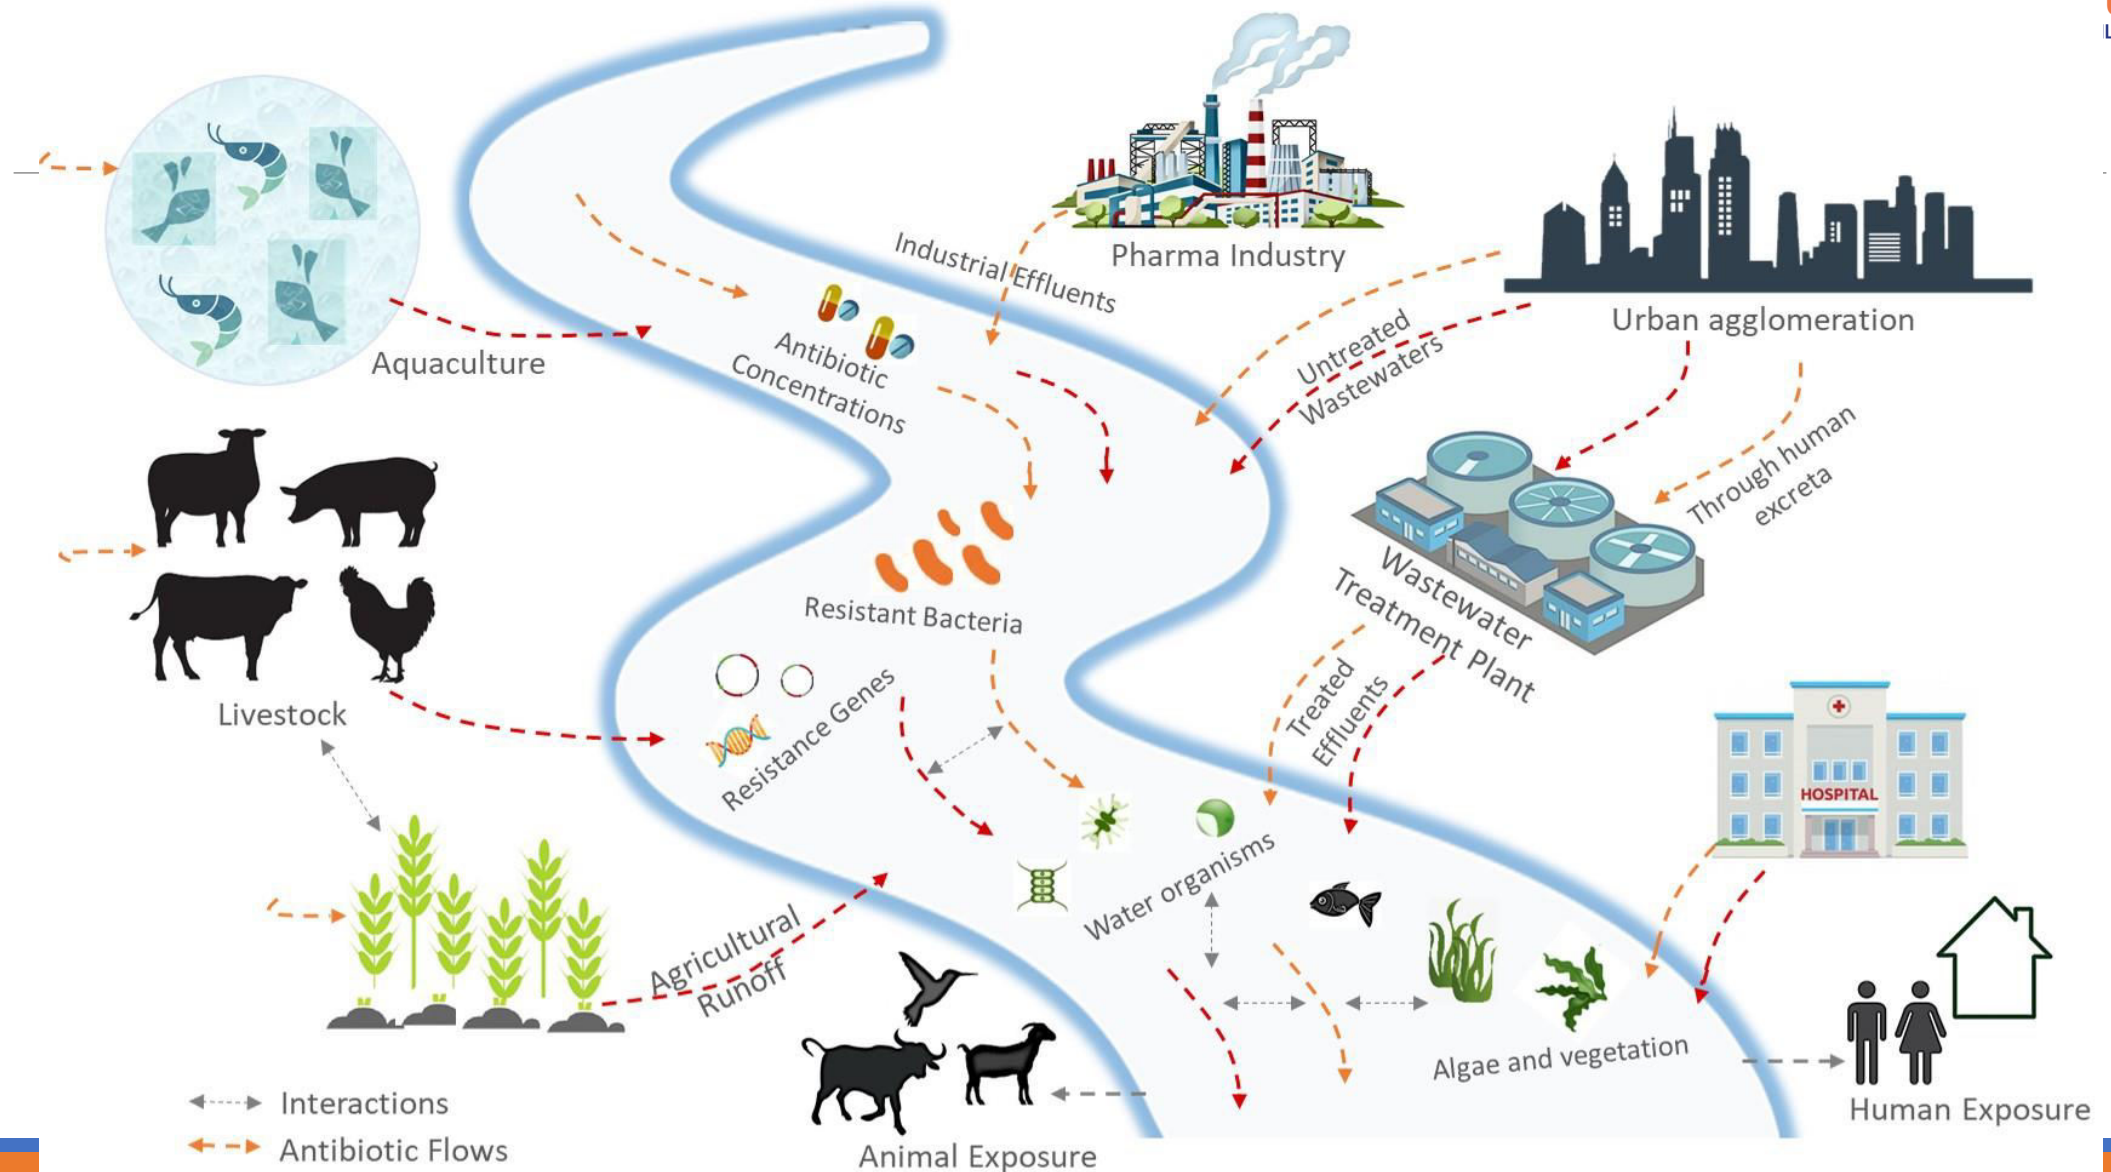 Pharma Industry
Industrial Effluents
Urban agglomeration
Untreated
Wastewaters
Aquaculture
Antibiotic
Concentrations
Through human
excreta
Wastewater
Treatment Plant
Resistant Bacteria
Resistance Genes
Treated
Effluents
Livestock
HOSPITAL
Water organisms
Agricultural
Runoff
Algae and vegetation
Human Exposure
Animal Exposure
Interactions
Antibiotic Flows